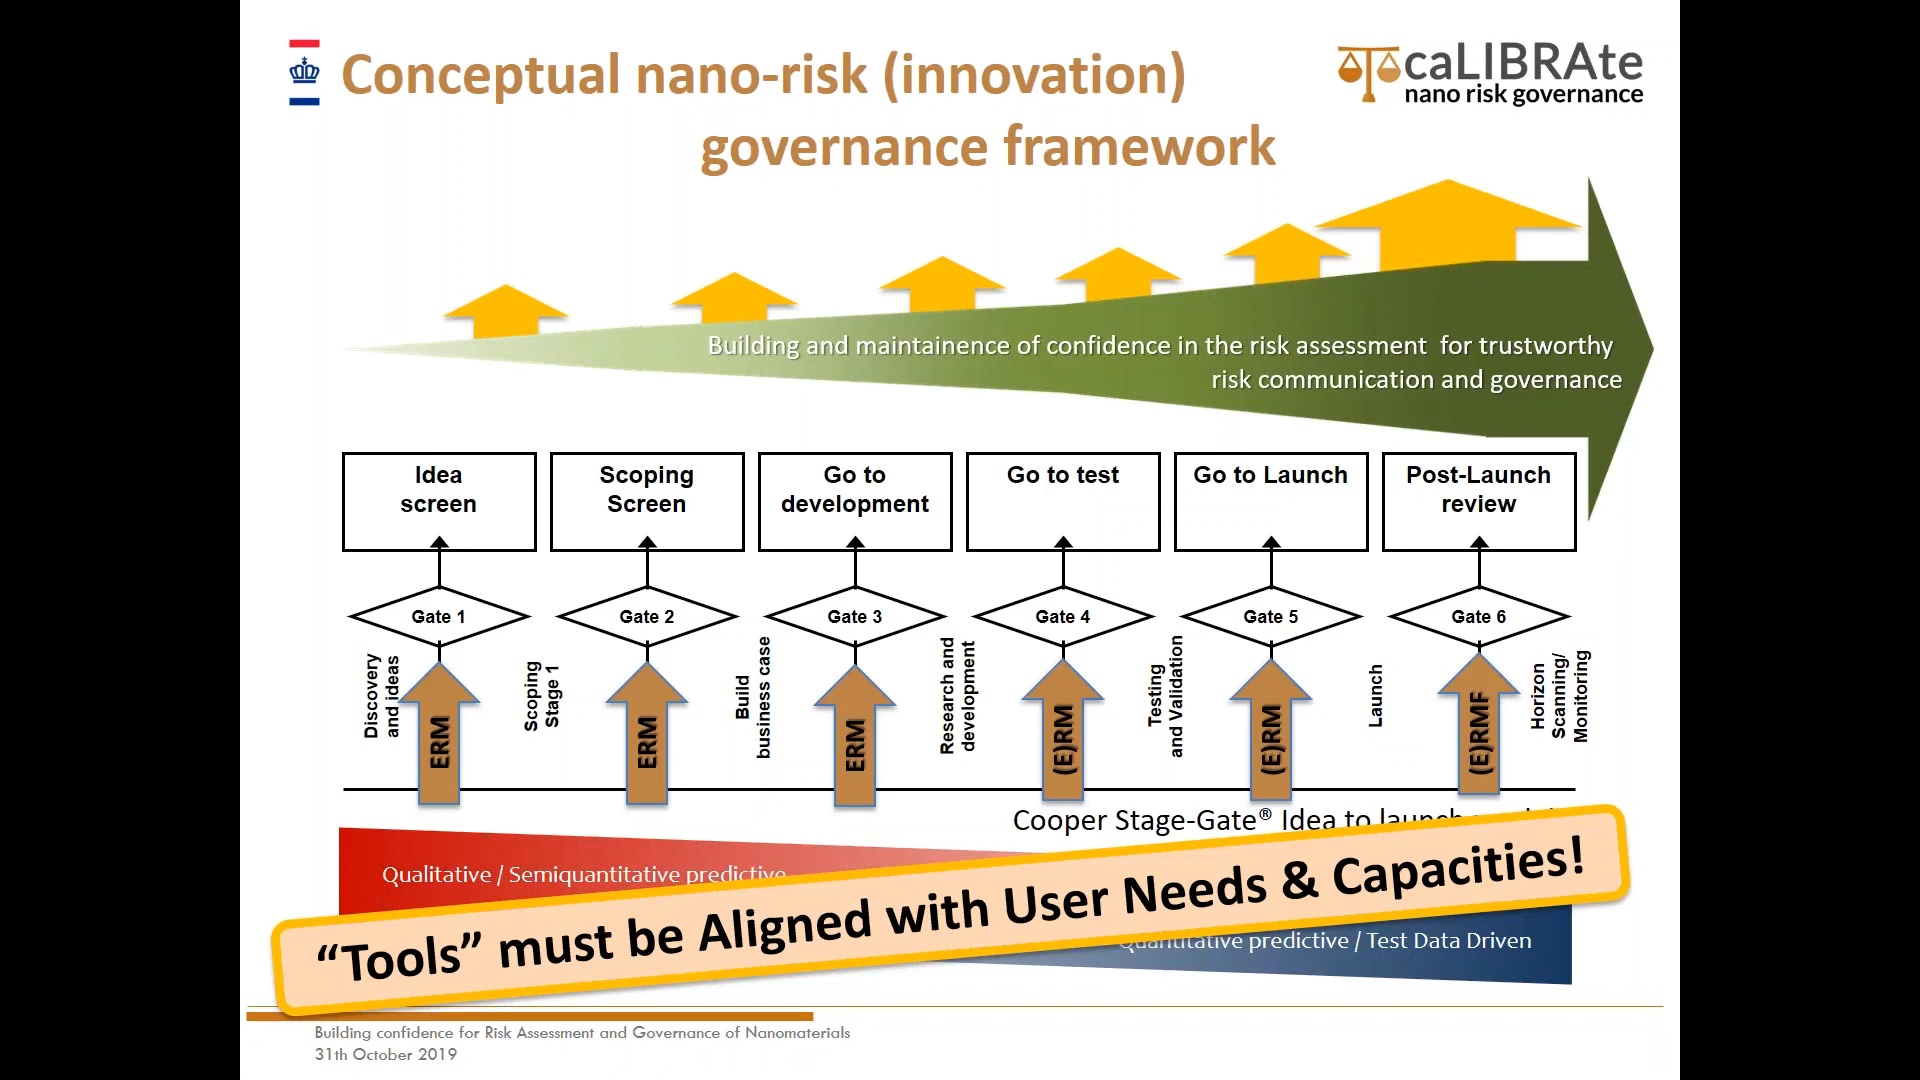 Conceptual nano-risk (innovation)
governance framework
caLIBRAte
nano risk governance
Building and maintainence of confidence in the risk assessment for trustworthy
risk communication and governance
Idea
screen
Scoping
Screen
Go to
development
Go to test
Go to Launch
Post-Launch
review
Gate 1
Gate 2
Gate 3
Gate 4
Gate 5
Gate 6
Discovery
and ideas
ERM
Scoping
Stage 1
ERM
Build
business case
ERM
Research and
development
(E)RM
Testing
and Validation
(E)RM
Launch
(E)RMF
Horizon
Scanning/
Monitoring
Cooper Stage-Gate® Idea to launch
Qualitative / Semiquantitative predictive
“Tools” must be Aligned with User Needs & Capacities!
Quantitative predictive / Test Data Driven
Building confidence for Risk Assessment and Governance of Nanomaterials
31th October 2019